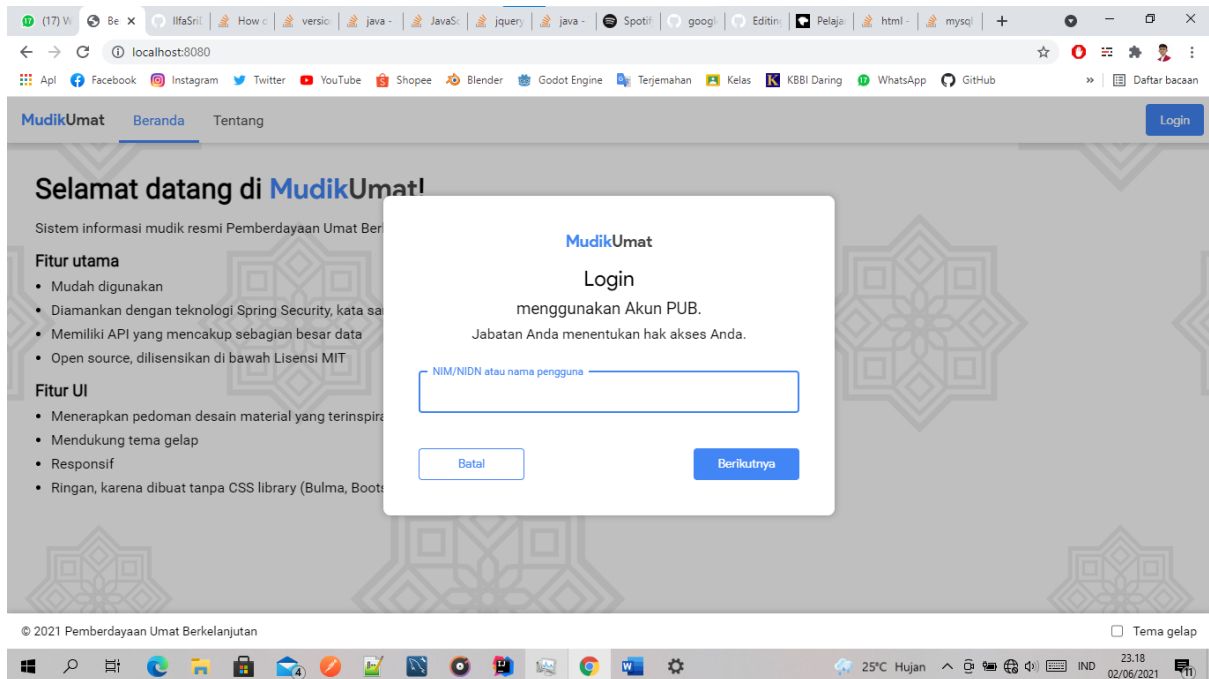 (17) W Be IlfaSril How c versio java - JavaSc jquery java - Spotif googl Editin Pelaja html - mysql
localhost:8080
Apl Facebook Instagram Twitter YouTube Shopee Blender Godot Engine Terjemahan Kelas KBBI Daring WhatsApp GitHub » Daftar bacaan
MudikUmat Beranda Tentang Login
Selamat datang di MudikUmat!
Sistem informasi mudik resmi Pemberdayaan Umat Ber
Fitur utama
• Mudah digunakan
• Diamankan dengan teknologi Spring Security, kata sa
• Memiliki API yang mencakup sebagian besar data
• Open source, dilisensikan di bawah Lisensi MIT
Fitur UI
• Menerapkan pedoman desain material yang terinspira
• Mendukung tema gelap
• Responsif
• Ringan, karena dibuat tanpa CSS library (Bulma, Boots
MudikUmat
Login
menggunakan Akun PUB.
Jabatan Anda menentukan hak akses Anda.
NIM/NIDN atau nama pengguna
Batal Berikutnya
© 2021 Pemberdayaan Umat Berkelanjutan Tema gelap
25°C Hujan IND 23.18
02/06/2021